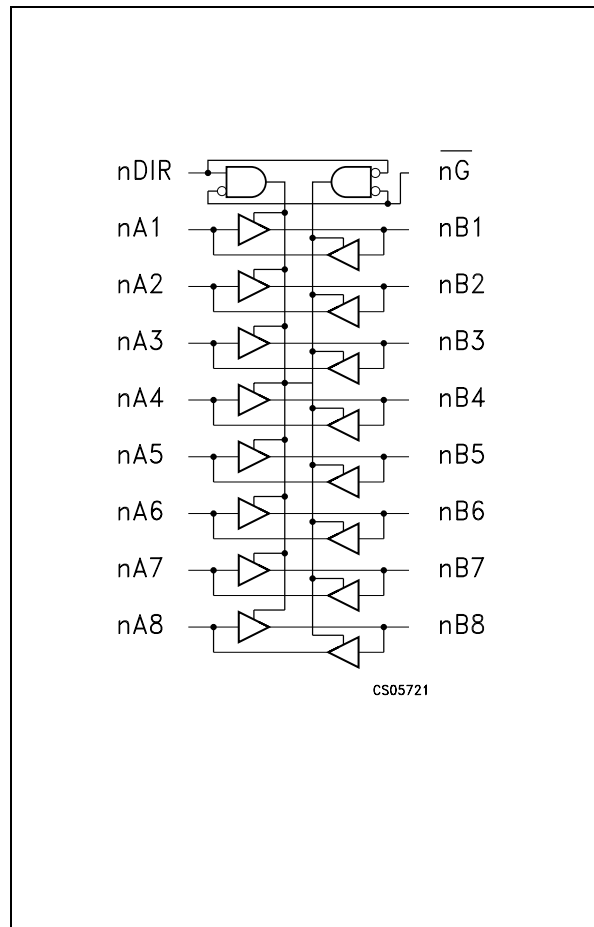 nDIR nG
nA1 nB1
nA2 nB2
nA3 nB3
nA4 nB4
nA5 nB5
nA6 nB6
nA7 nB7
nA8 nB8
CS05721